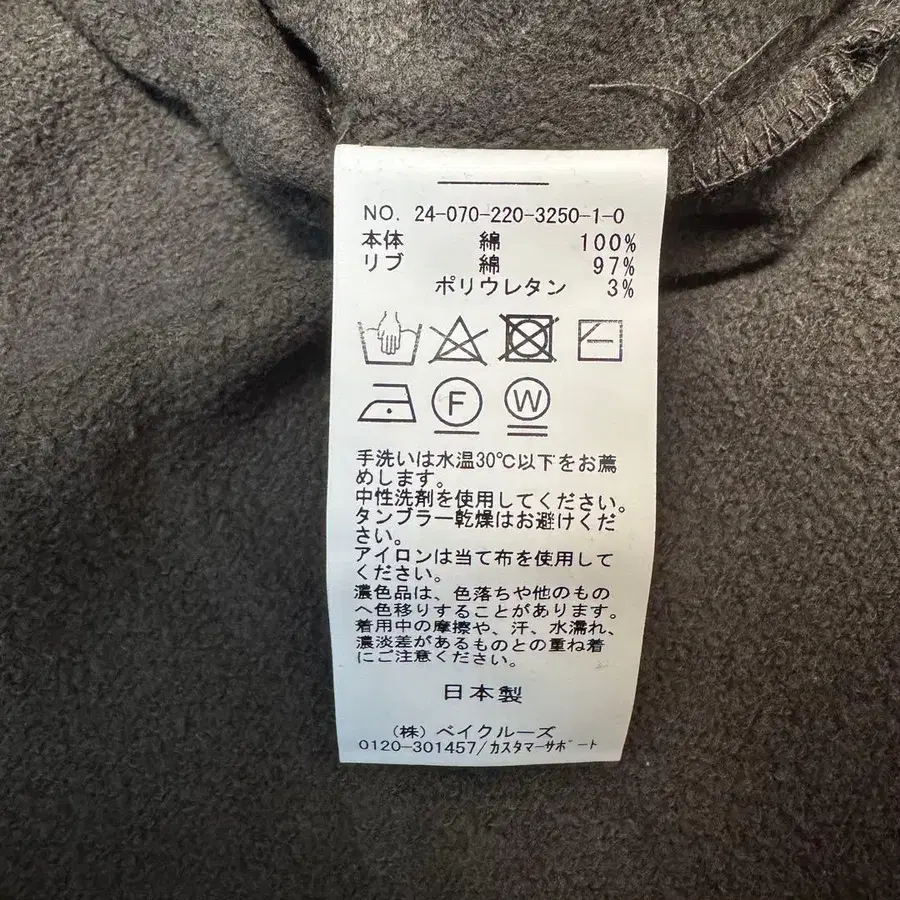 NO. 24-070-220-3250-1-0
本体 綿 100%
リブ 綿 97%
ポリウレタン 3%
F W
手洗いは水温30℃以下をお薦
めします。
中性洗剤を使用してください。
タンブラー乾燥はお避けくだ
さい。
アイロンは当て布を使用して
ください。
濃色品は、色落ちや他のもの
へ色移りすることがあります。
着用中の摩擦や、汗、水濡れ、
濃淡差があるものとの重ね着
にご注意ください。
日本製
(株) ベイクルーズ
0120-301457/カスタマーサポート